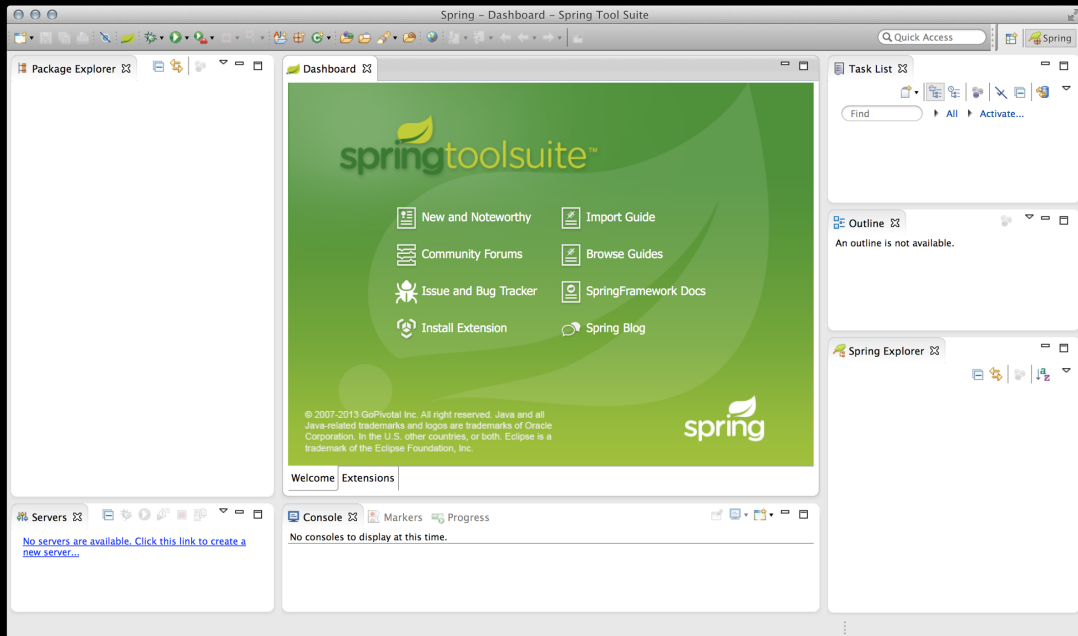 Spring – Dashboard – Spring Tool Suite
Quick Access
Spring
Package Explorer
Dashboard
springtoolsuite™
New and Noteworthy
Import Guide
Community Forums
Browse Guides
Issue and Bug Tracker
SpringFramework Docs
Install Extension
Spring Blog
© 2007-2013 GoPivotal Inc. All right reserved. Java and all
Java-related trademarks and logos are trademarks of Oracle
Corporation. In the U.S. other countries, or both. Eclipse is a
trademark of the Eclipse Foundation, Inc.
spring
Welcome
Extensions
Task List
Find
All
Activate...
Outline
An outline is not available.
Spring Explorer
Servers
No servers are available. Click this link to create a
new server...
Console
Markers
Progress
No consoles to display at this time.